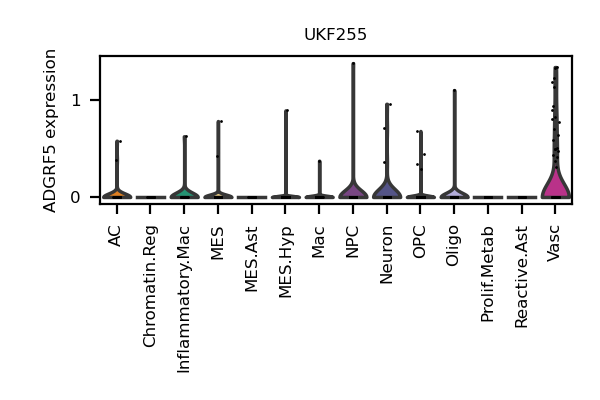 UKF255
ADGRF5 expression
1
0
AC
Chromatin.Reg
Inflammatory.Mac
MES
MES.Ast
MES.Hyp
Mac
NPC
Neuron
OPC
Oligo
Prolif.Metab
Reactive.Ast
Vasc